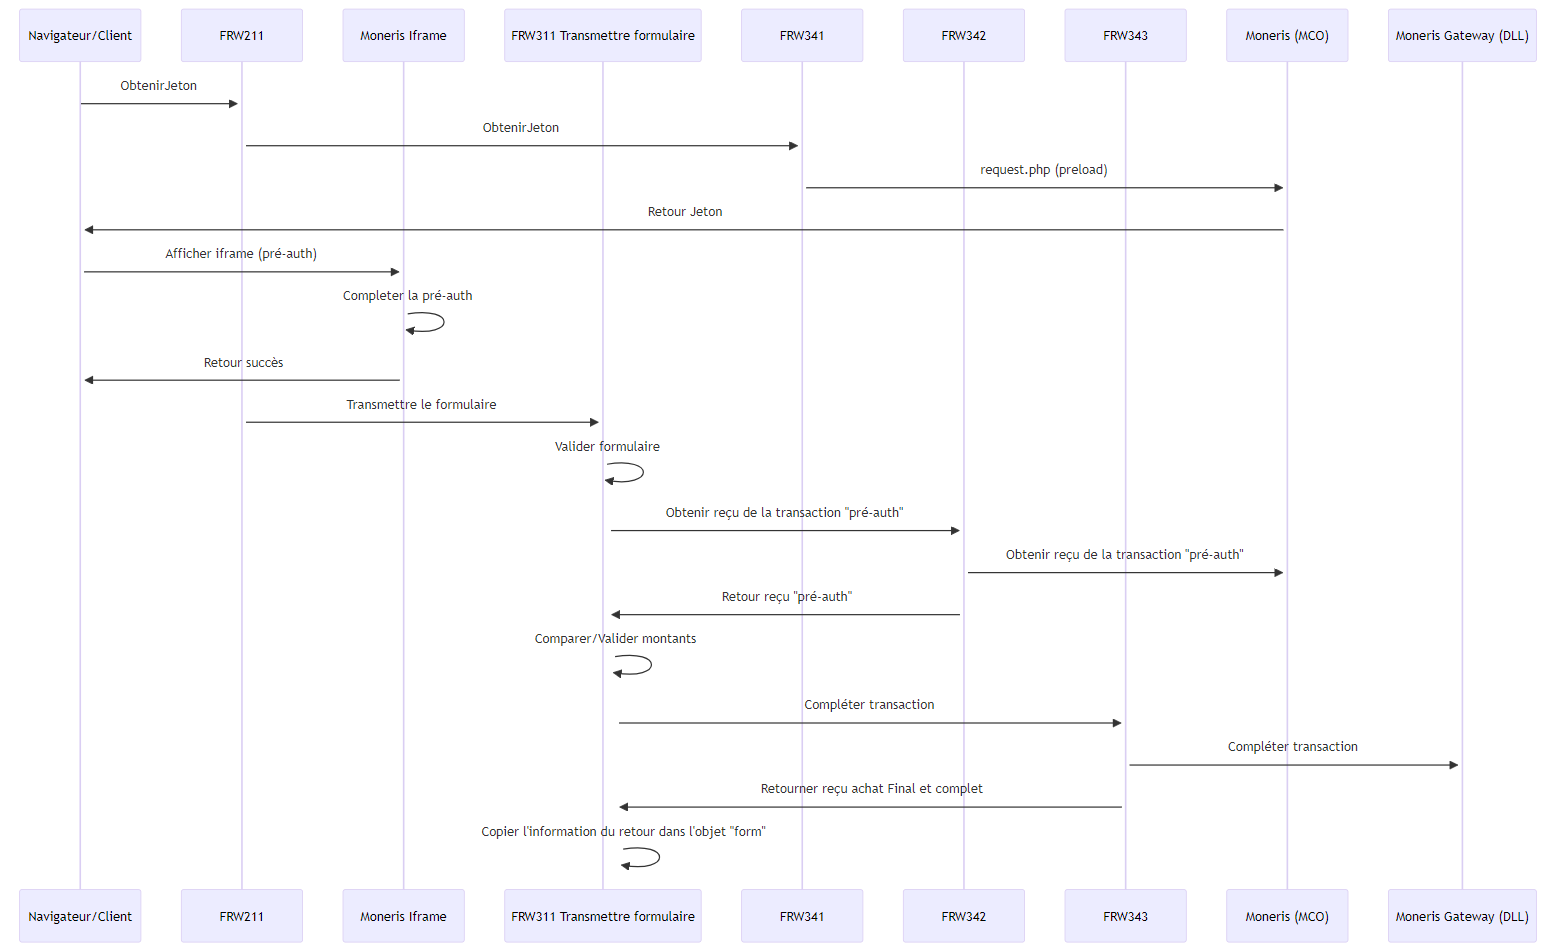 Navigateur/Client
FRW211
Moneris Iframe
FRW311 Transmettre formulaire
FRW341
FRW342
FRW343
Moneris (MCO)
Moneris Gateway (DLL)
ObtenirJeton
ObtenirJeton
request.php (preload)
Retour Jeton
Afficher iframe (pré-auth)
Completer la pré-auth
Retour succès
Transmettre le formulaire
Valider formulaire
Obtenir reçu de la transaction "pré-auth"
Obtenir reçu de la transaction "pré-auth"
Retour reçu "pré-auth"
Comparer/Valider montants
Compléter transaction
Compléter transaction
Retourner reçu achat Final et complet
Copier l'information du retour dans l'objet "form"
Navigateur/Client
FRW211
Moneris Iframe
FRW311 Transmettre formulaire
FRW341
FRW342
FRW343
Moneris (MCO)
Moneris Gateway (DLL)